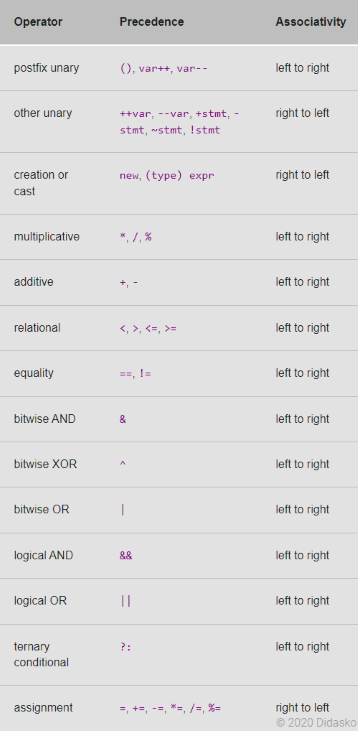 Operator Precedence Associativity
postfix unary (), var++, var-- left to right
other unary ++var, --var, +stmt, - right to left
stmt, ~stmt, !stmt
creation or new, (type) expr right to left
cast
multiplicative *, /, % left to right
additive +, - left to right
relational <, >, <=, >= left to right
equality ==, != left to right
bitwise AND & left to right
bitwise XOR ^ left to right
bitwise OR | left to right
logical AND && left to right
logical OR || left to right
ternary ?: left to right
conditional
assignment =, +=, -=, *=, /=, %= right to left
© 2020 Didasko